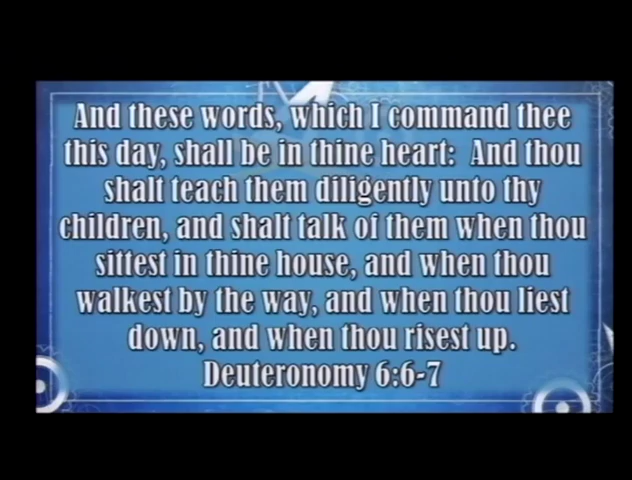 And these words, which I command thee
this day, shall be in thine heart: And thou
shalt teach them diligently unto thy
children, and shalt talk of them when thou
sittest in thine house, and when thou
walkest by the way, and when thou liest
down, and when thou risest up.
Deuteronomy 6:6-7